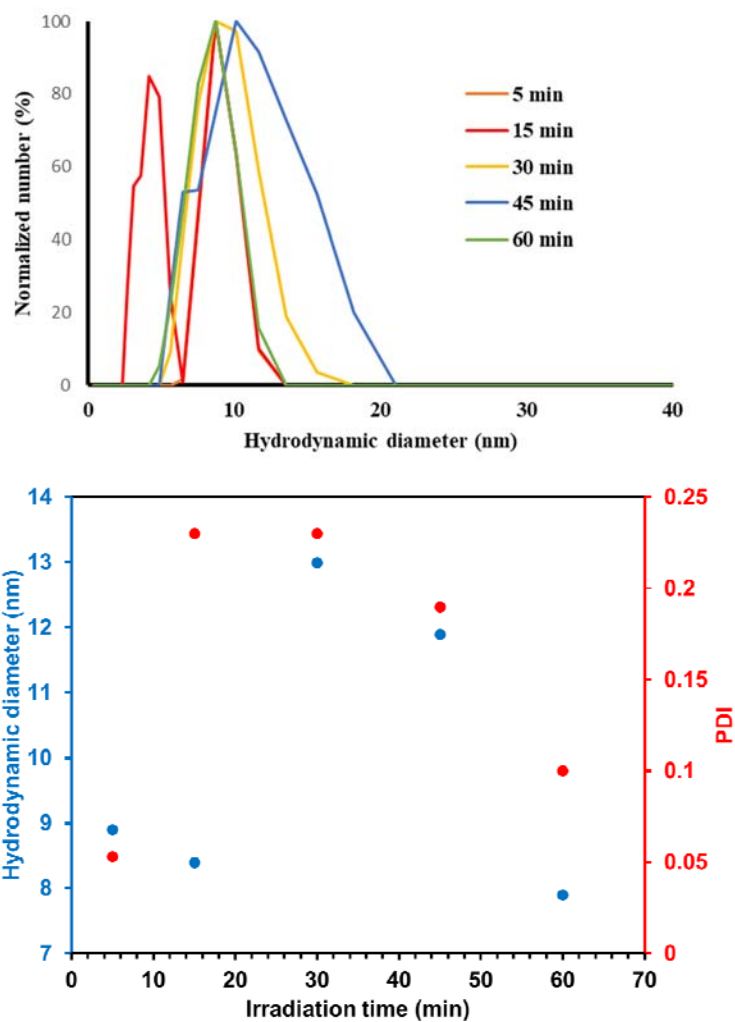 100
80
60
40
20
0
Normalized number (%)
5 min
15 min
30 min
45 min
60 min
0 10 20 30 40
Hydrodynamic diameter (nm)
14
13
12
11
10
9
8
7
Hydrodynamic diameter (nm)
0.25
0.2
0.15
0.1
0.05
0
PDI
0 10 20 30 40 50 60 70
Irradiation time (min)